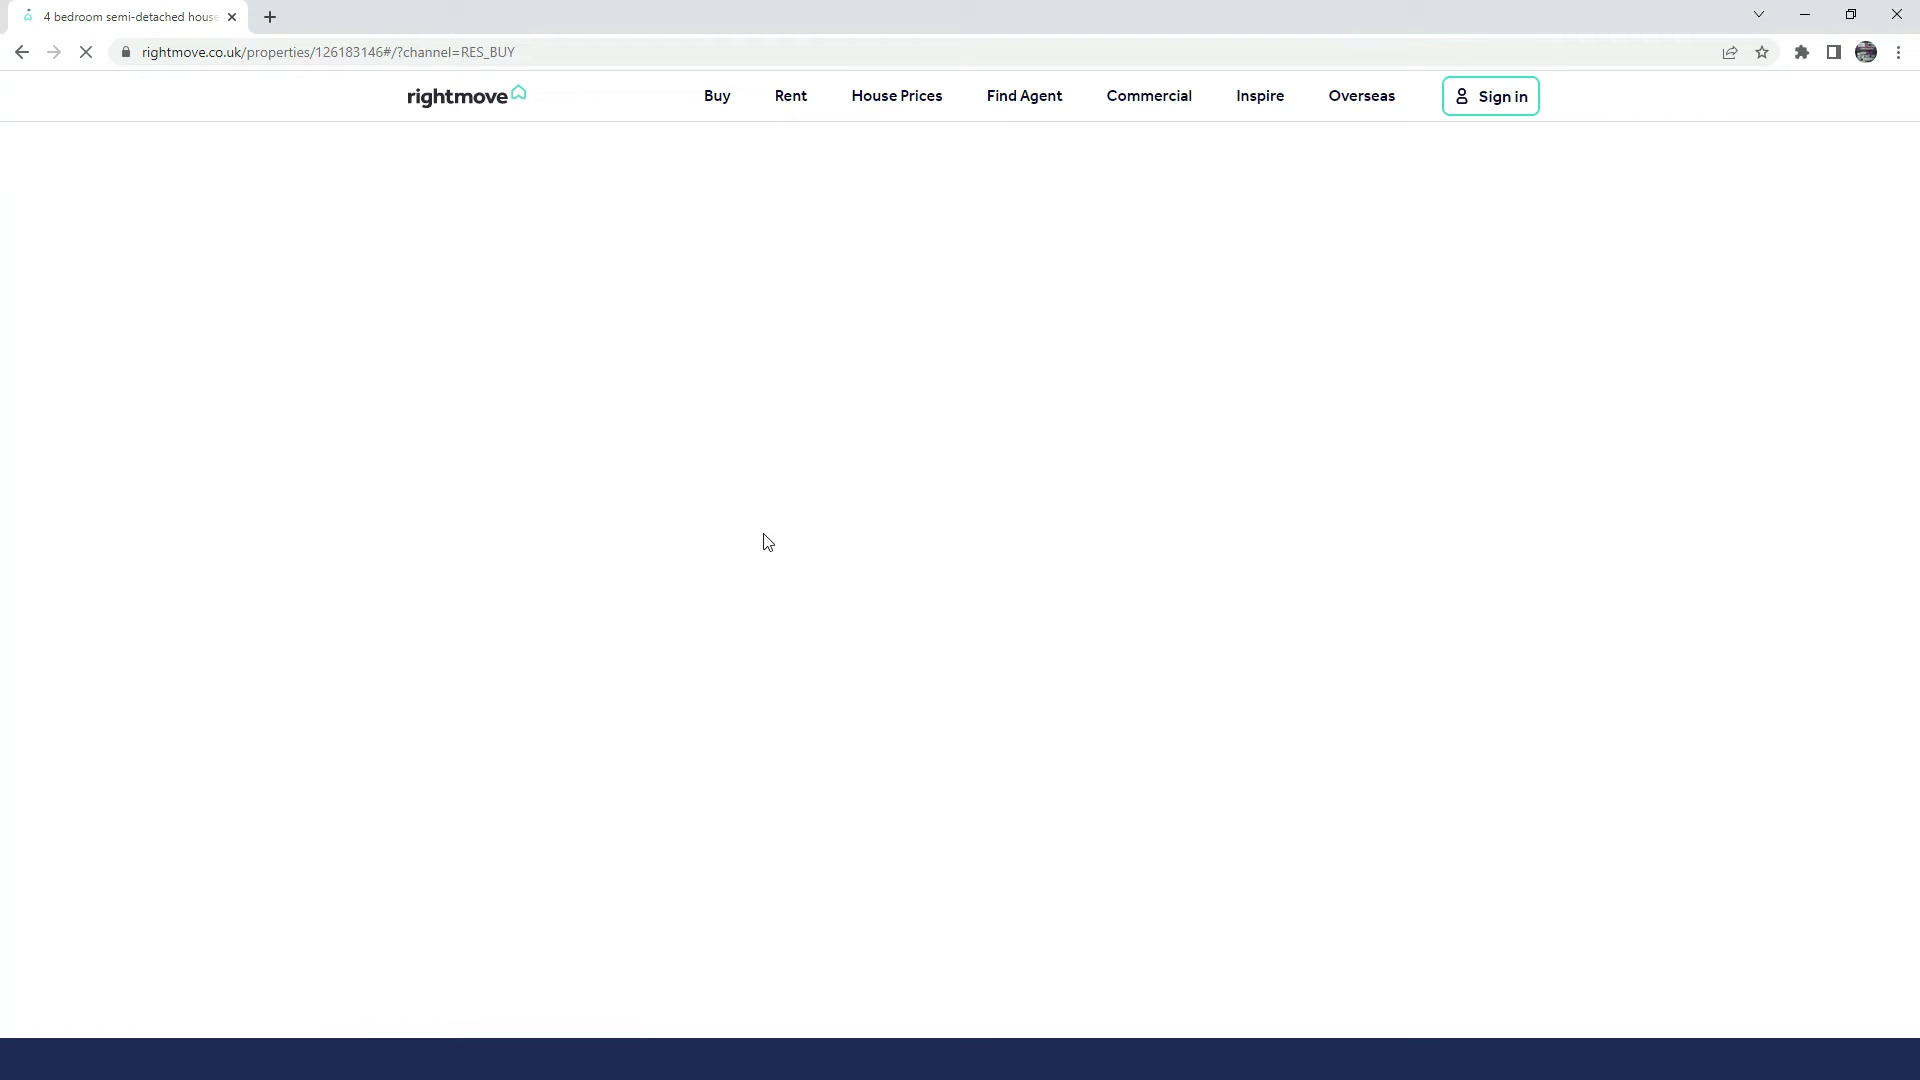 4 bedroom semi-detached house
rightmove.co.uk/properties/126183146#/?channel=RES_BUY
rightmove
Buy
Rent
House Prices
Find Agent
Commercial
Inspire
Overseas
Sign in